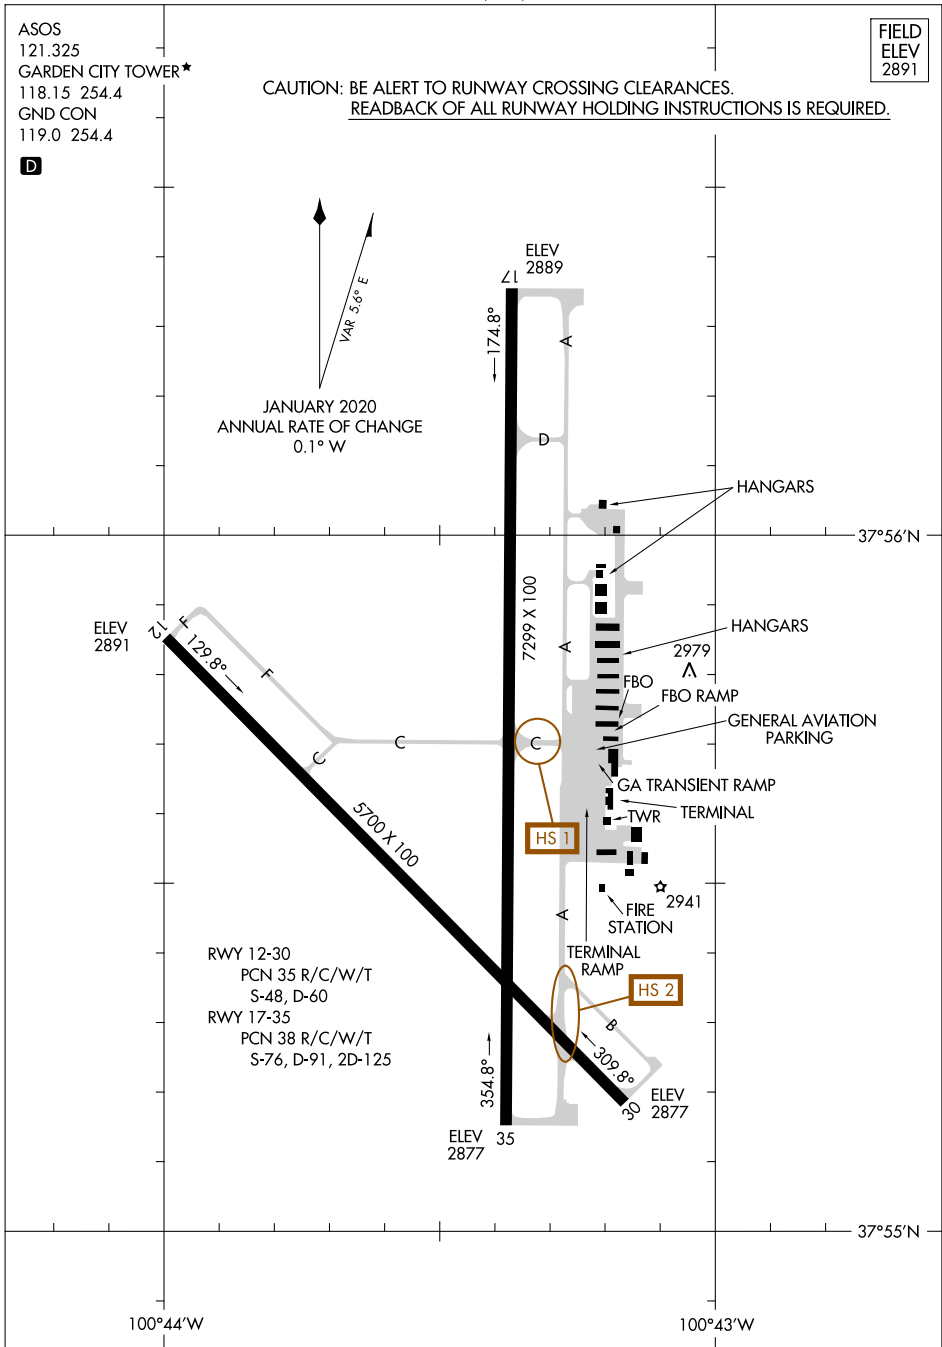 ASOS
121.325
GARDEN CITY TOWER★
118.15 254.4
GND CON
119.0 254.4
D
CAUTION: BE ALERT TO RUNWAY CROSSING CLEARANCES.
READBACK OF ALL RUNWAY HOLDING INSTRUCTIONS IS REQUIRED.
FIELD
ELEV
2891
VAR 5.6° E
JANUARY 2020
ANNUAL RATE OF CHANGE
0.1° W
ELEV
2889
17
174.8°
A
D
HANGARS
37°56'N
7299 X 100
A
HANGARS
2979
FBO
FBO RAMP
GENERAL AVIATION
PARKING
GA TRANSIENT RAMP
TERMINAL
TWR
ELEV
2891
12
129.8°
F
F
C
C
C
HS 1
5700 X 100
2941
FIRE
STATION
A
TERMINAL
RAMP
HS 2
B
RWY 12-30
PCN 35 R/C/W/T
S-48, D-60
RWY 17-35
PCN 38 R/C/W/T
S-76, D-91, 2D-125
354.8°
309.8°
30
ELEV
2877
ELEV
2877
35
37°55'N
100°44'W
100°43'W